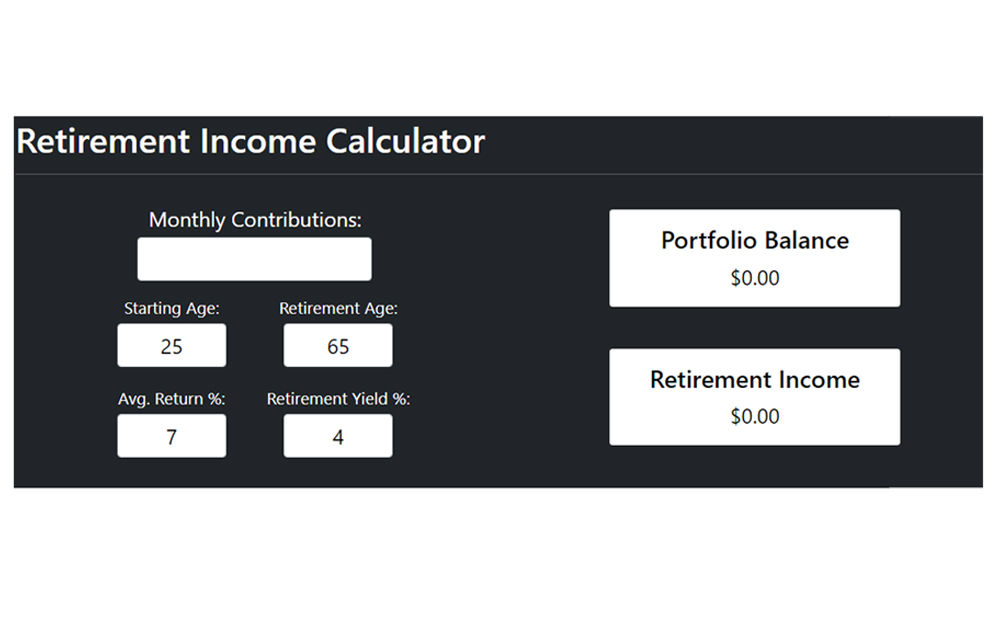 Retirement Income Calculator
Monthly Contributions:
Starting Age:
Retirement Age:
25
65
Avg. Return %:
Retirement Yield %:
7
4
Portfolio Balance
$0.00
Retirement Income
$0.00